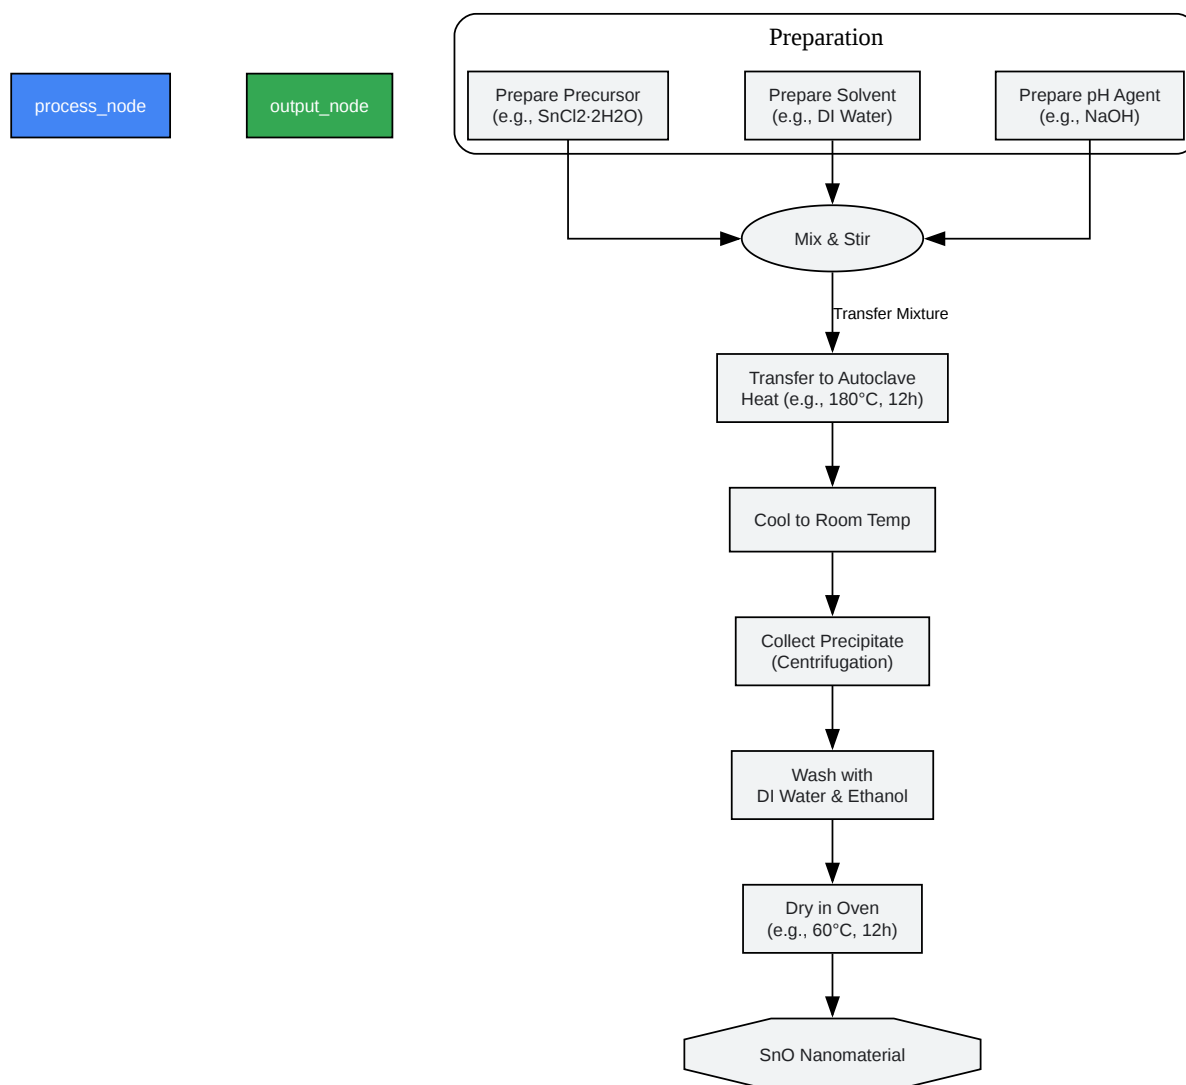 Preparation
process_node
output_node
Prepare Precursor
(e.g., SnCl2·2H2O)
Prepare Solvent
(e.g., DI Water)
Prepare pH Agent
(e.g., NaOH)
Mix & Stir
Transfer Mixture
Transfer to Autoclave
Heat (e.g., 180°C, 12h)
Cool to Room Temp
Collect Precipitate
(Centrifugation)
Wash with
DI Water & Ethanol
Dry in Oven
(e.g., 60°C, 12h)
SnO Nanomaterial